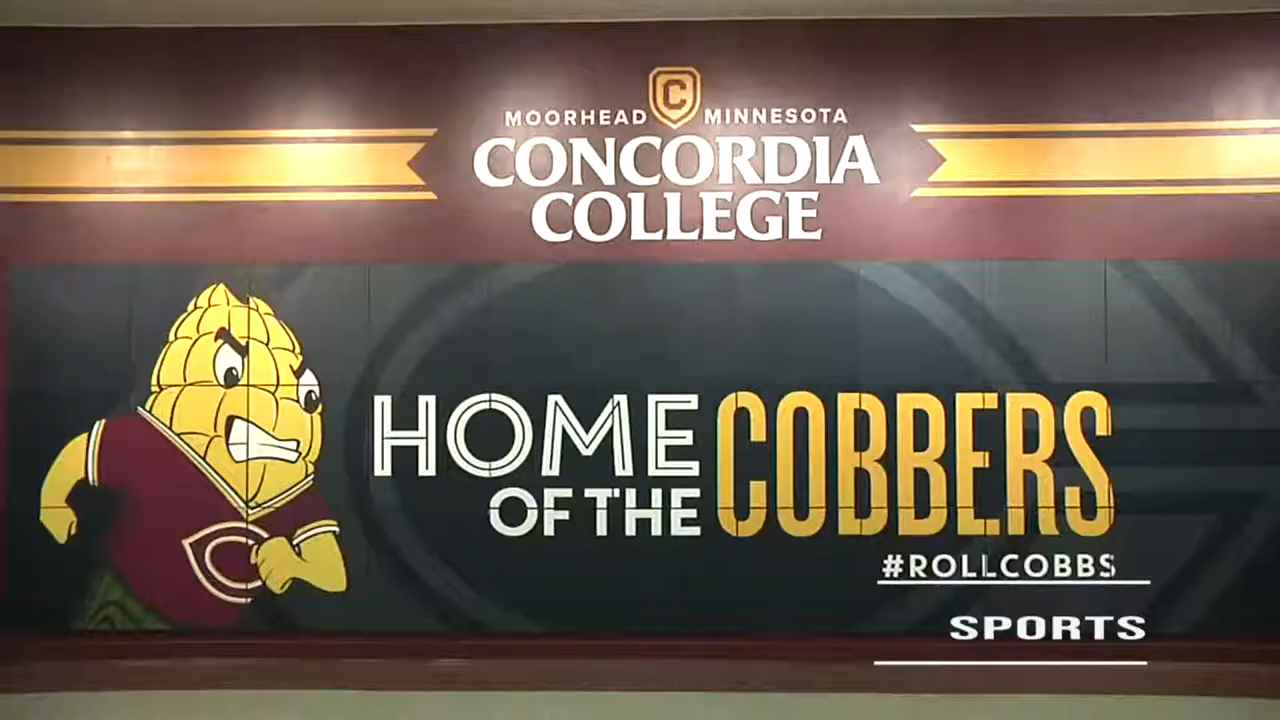 C
MOORHEAD MINNESOTA
CONCORDIA
COLLEGE
HOME
OF THE
COBBERS
C
#ROLLCOBBS
SPORTS